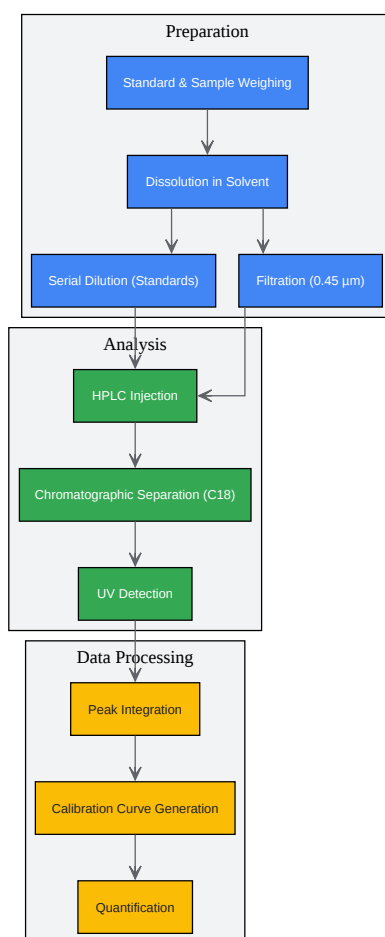 Preparation
Standard & Sample Weighing
Dissolution in Solvent
Serial Dilution (Standards)
Filtration (0.45 µm)
Analysis
HPLC Injection
Chromatographic Separation (C18)
UV Detection
Data Processing
Peak Integration
Calibration Curve Generation
Quantification